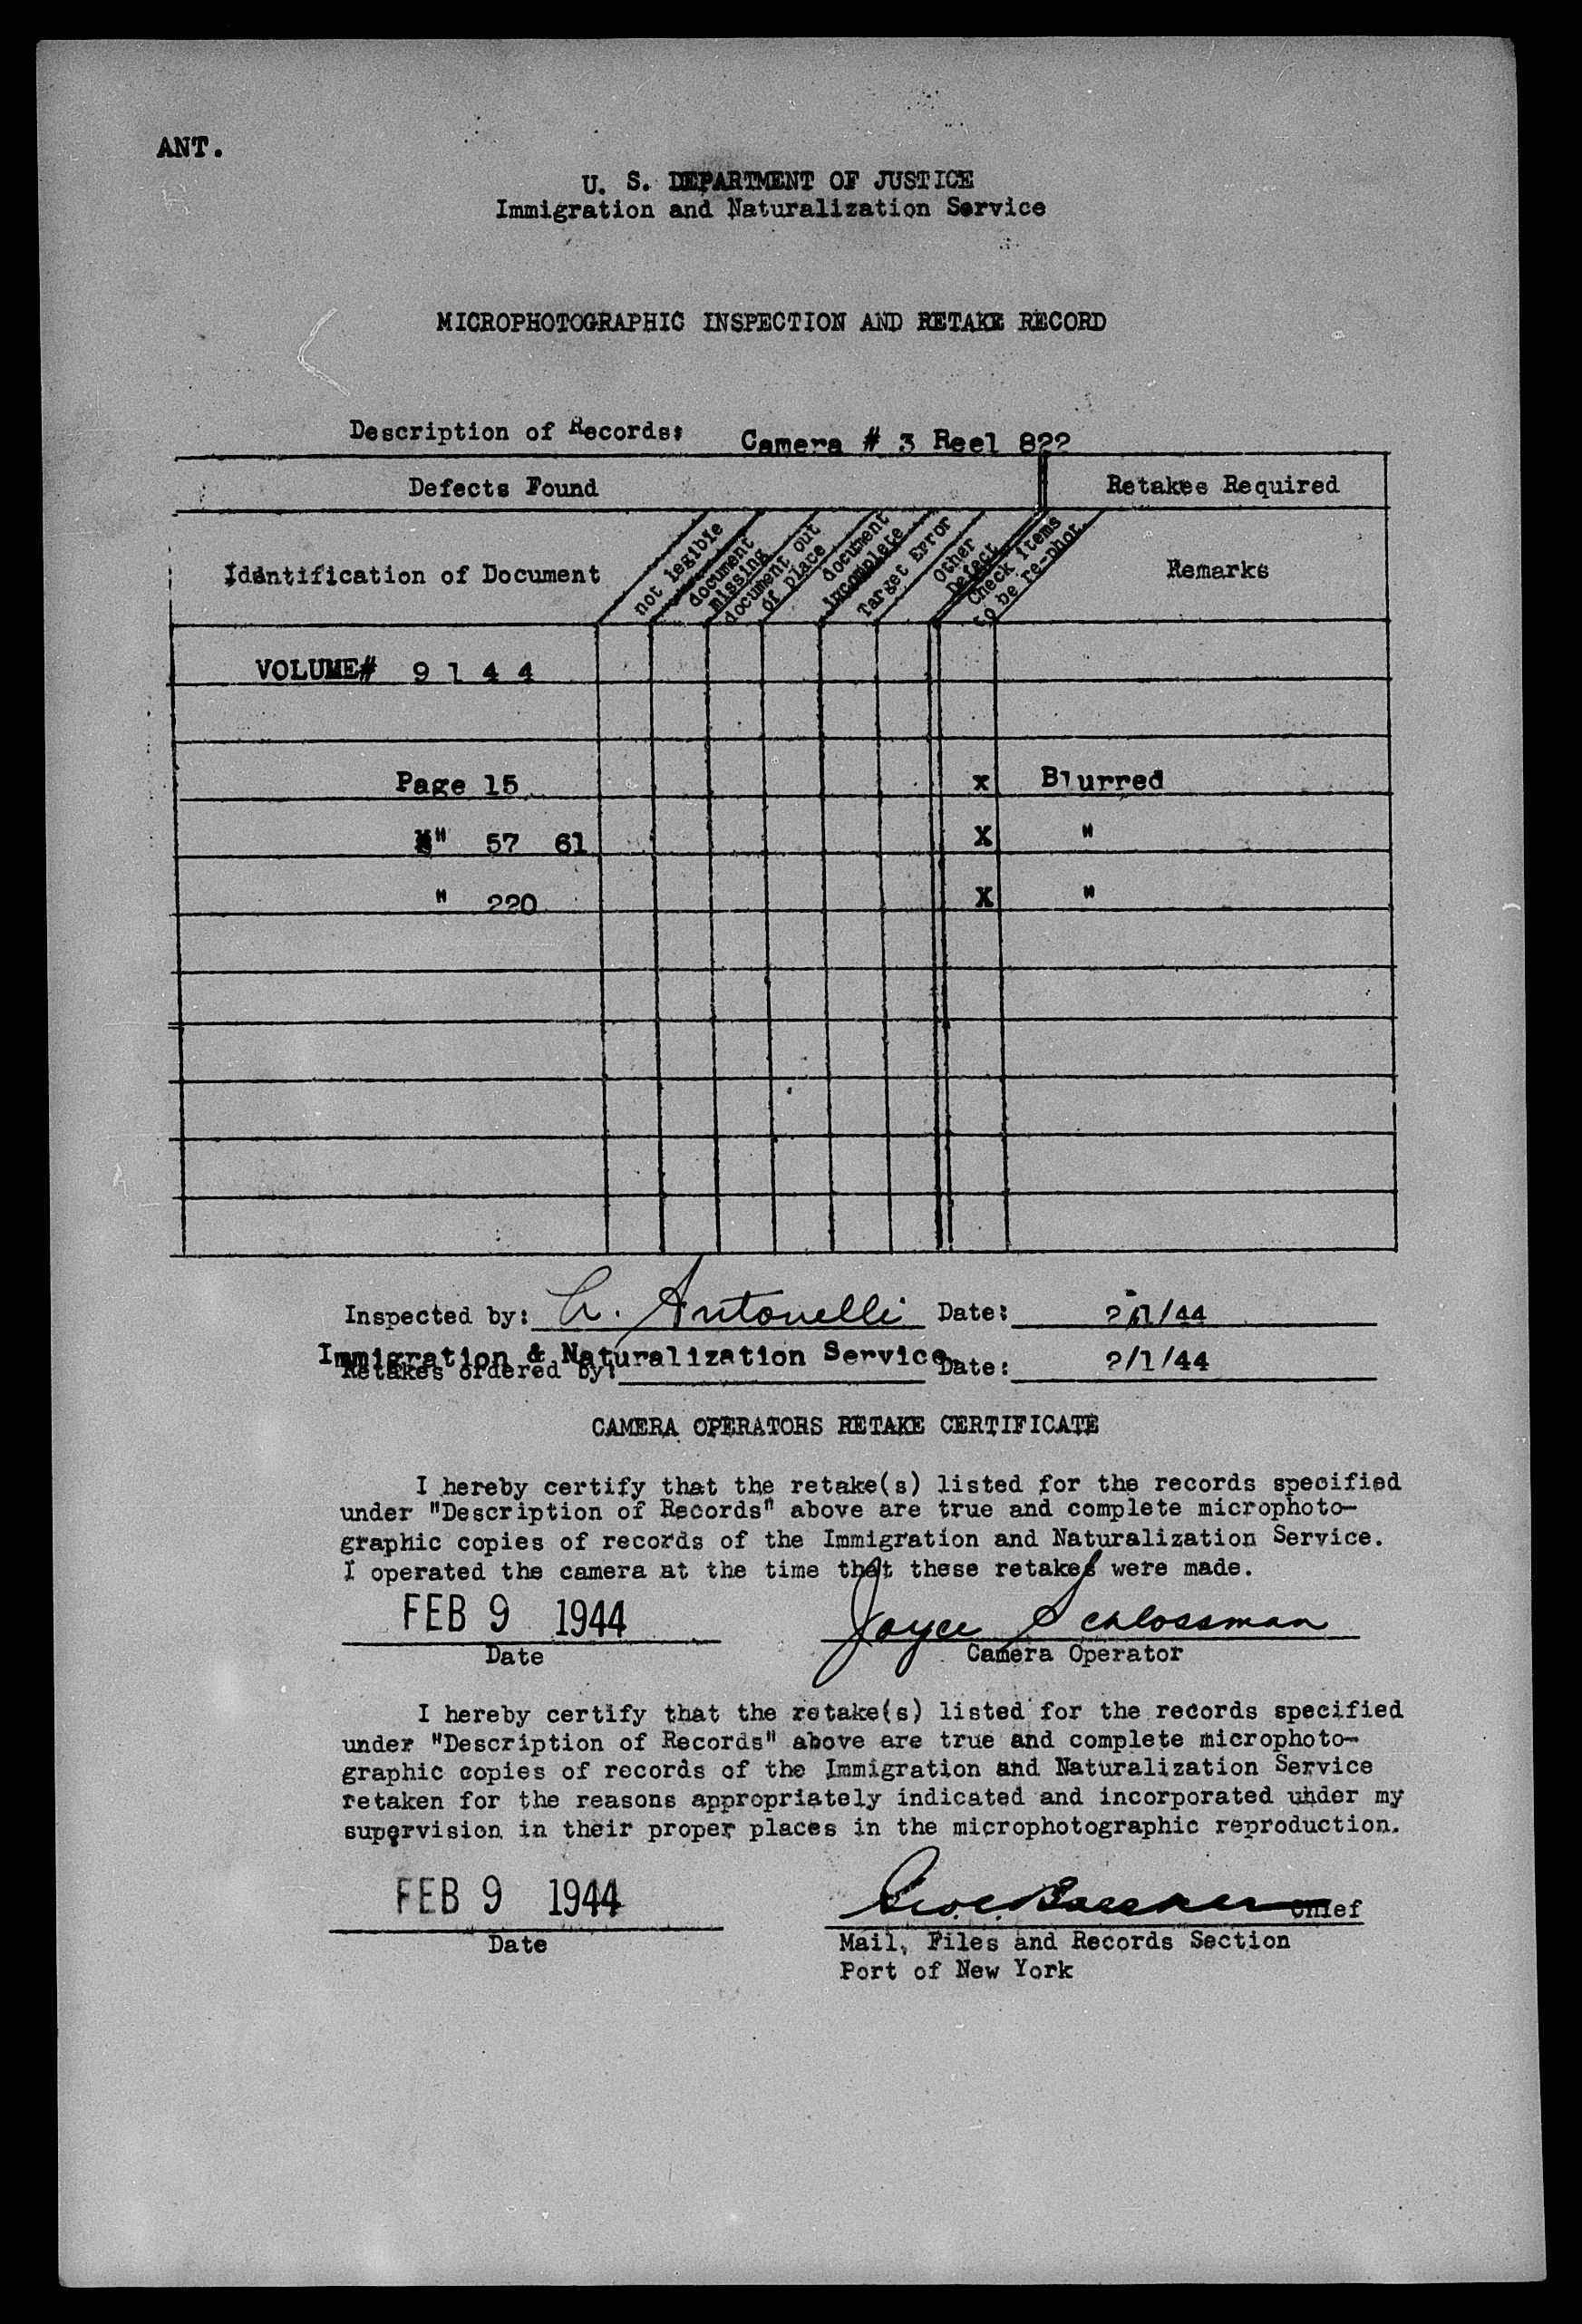 ANT.
U. S. DEPARTMENT OF JUSTICE
Immigration and Naturalization Service
MICROPHOTOGRAPHIC INSPECTION AND RETAKE RECORD
Description of Records: Camera # 3 Reel 822
Defects Found Retakes Required
Identification of Document
not legible
document missing
document out of place
document Incomplete
Target Error
Other Defect
Check items to be re-phot
Remarks
VOLUME# 9 1 4 4
Page 15 x Blurred
" 57 61 X "
" 220 X "
Inspected by: A. Antonelli Date: 2/1/44
Immigration & Naturalization Service
Retakes ordered by: Date: 2/1/44
CAMERA OPERATORS RETAKE CERTIFICATE
I hereby certify that the retake(s) listed for the records specified
under "Description of Records" above are true and complete microphoto-
graphic copies of records of the Immigration and Naturalization Service.
I operated the camera at the time that these retakes were made.
FEB 9 1944 Joyce Schlossman
Date Camera Operator
I hereby certify that the retake(s) listed for the records specified
under "Description of Records" above are true and complete microphoto-
graphic copies of records of the Immigration and Naturalization Service
retaken for the reasons appropriately indicated and incorporated under my
supervision in their proper places in the microphotographic reproduction.
FEB 9 1944 Chief
Date Mail, Files and Records Section
Port of New York